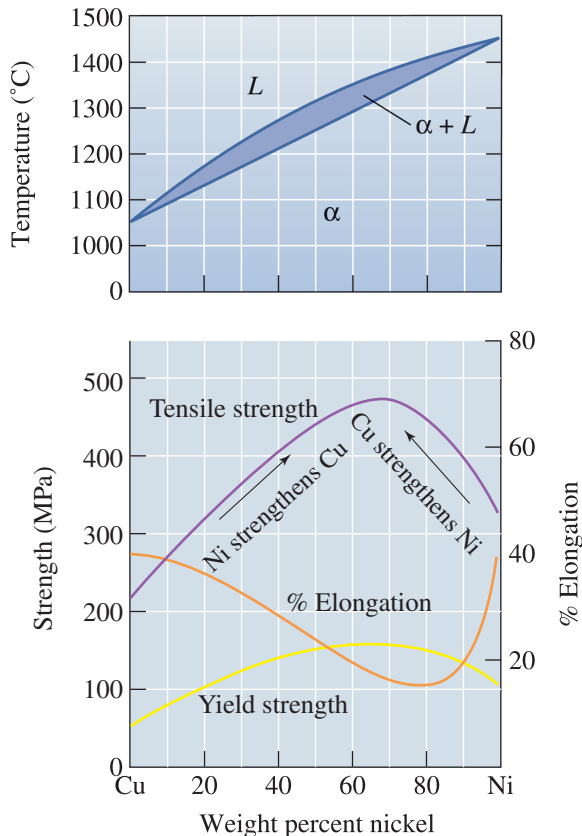 1500
1400
1300
1200
1100
1000
0
Temperature (˚C)
L
α + L
α
500
400
300
200
100
0
Strength (MPa)
80
60
40
20
0
% Elongation
Tensile strength
Ni strengthens Cu
Cu strengthens Ni
% Elongation
Yield strength
Cu 20 40 60 80 Ni
Weight percent nickel